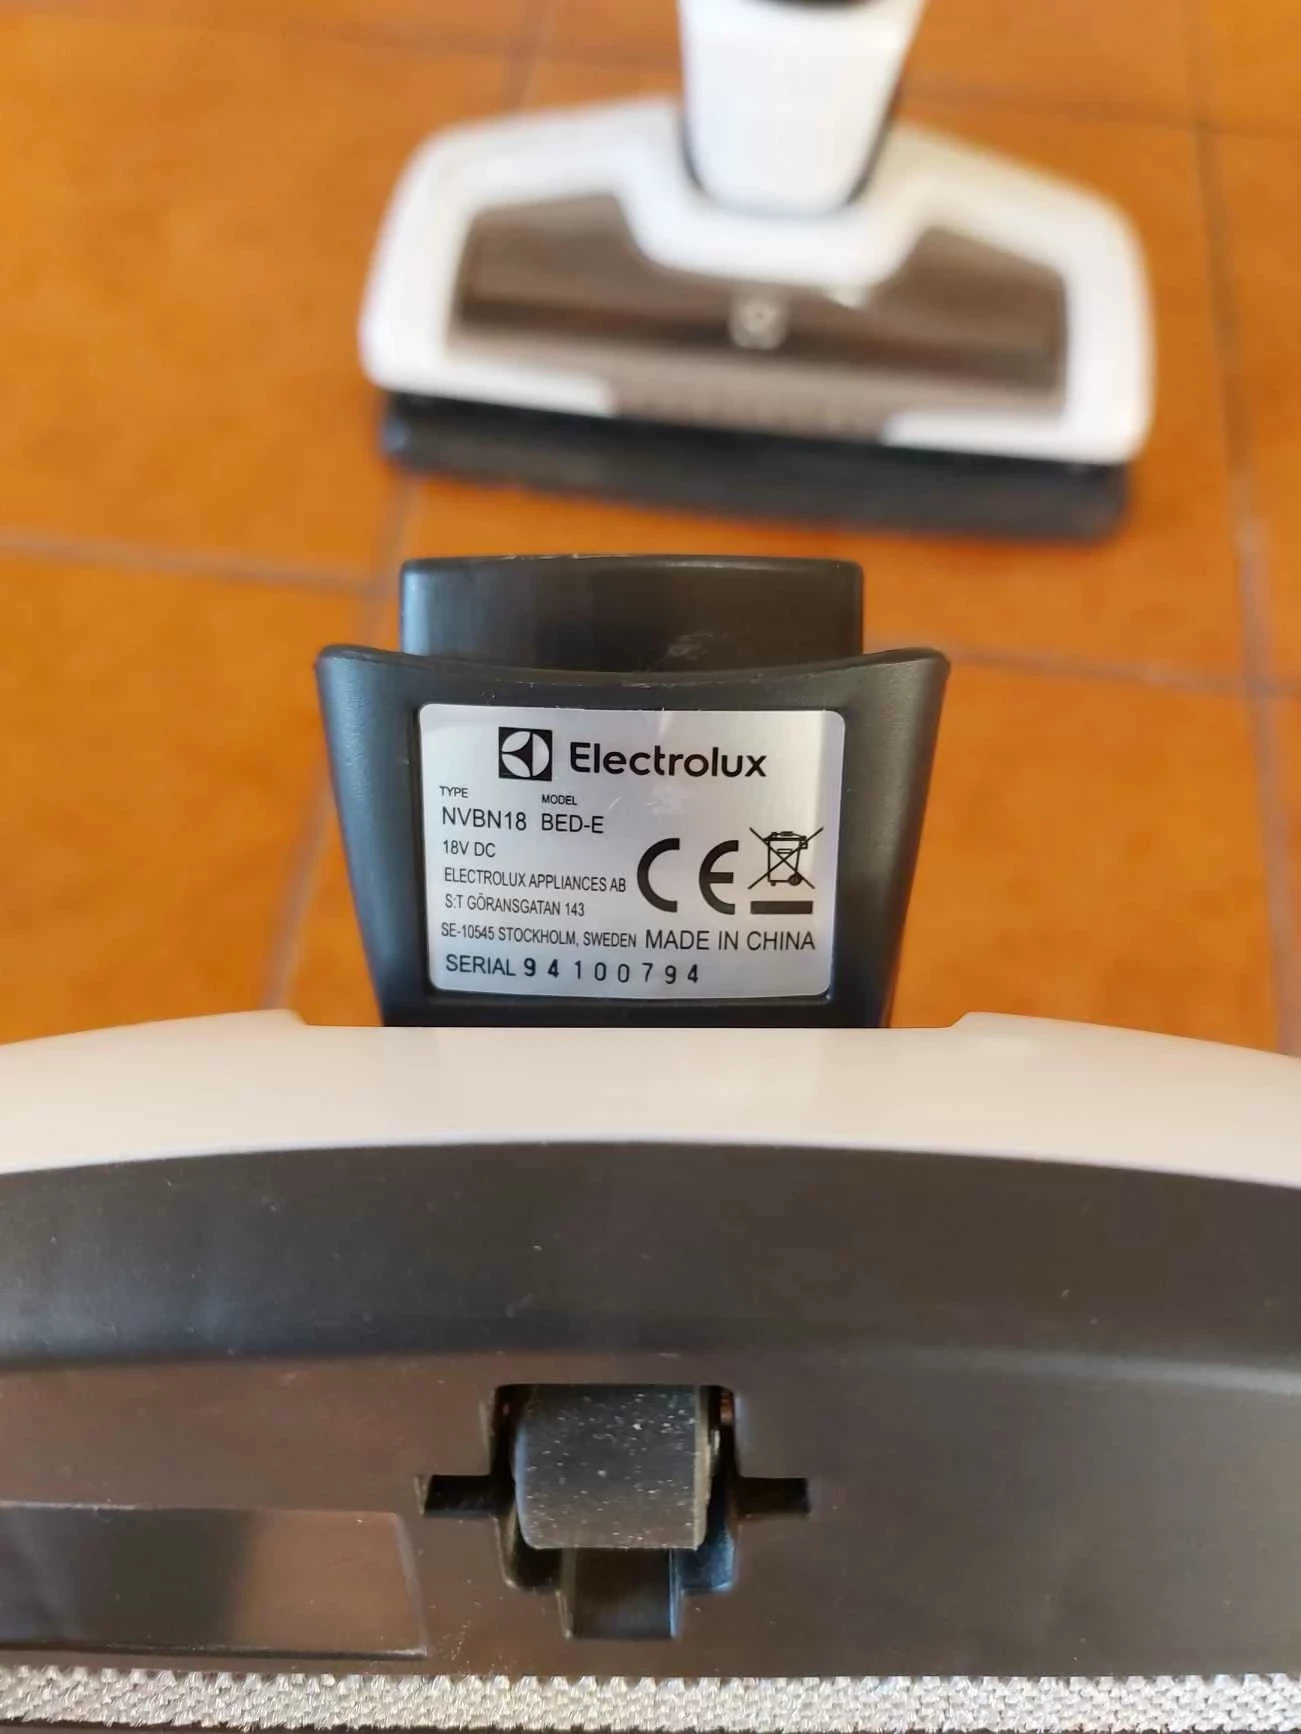 Electrolux
TYPE MODEL
NVBN18 BED-E
18V DC
ELECTROLUX APPLIANCES AB
S:T GÖRANSGATAN 143
SE-10545 STOCKHOLM, SWEDEN MADE IN CHINA
SERIAL 94100794
CE